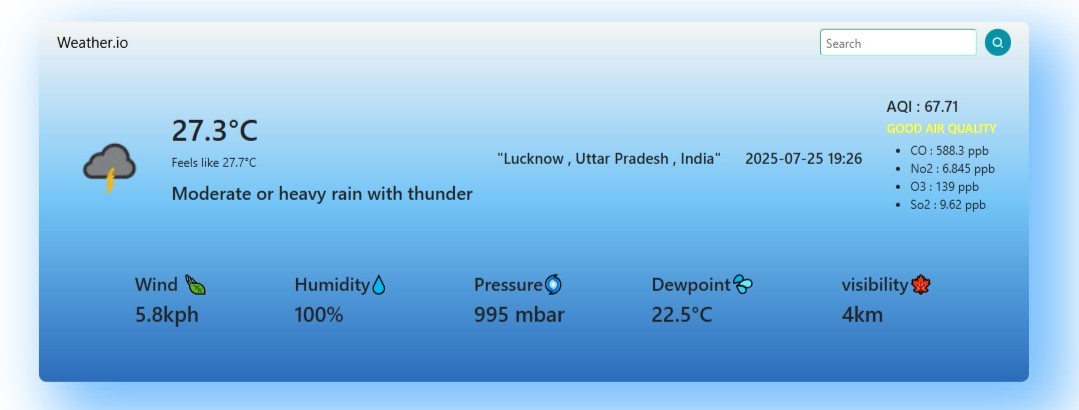 Weather.io
Search
27.3°C
Feels like 27.7°C
Moderate or heavy rain with thunder
"Lucknow , Uttar Pradesh , India"
2025-07-25 19:26
AQI : 67.71
GOOD AIR QUALITY
• CO : 588.3 ppb
• No2 : 6.845 ppb
• O3 : 139 ppb
• So2 : 9.62 ppb
Wind
5.8kph
Humidity
100%
Pressure
995 mbar
Dewpoint
22.5°C
visibility
4km